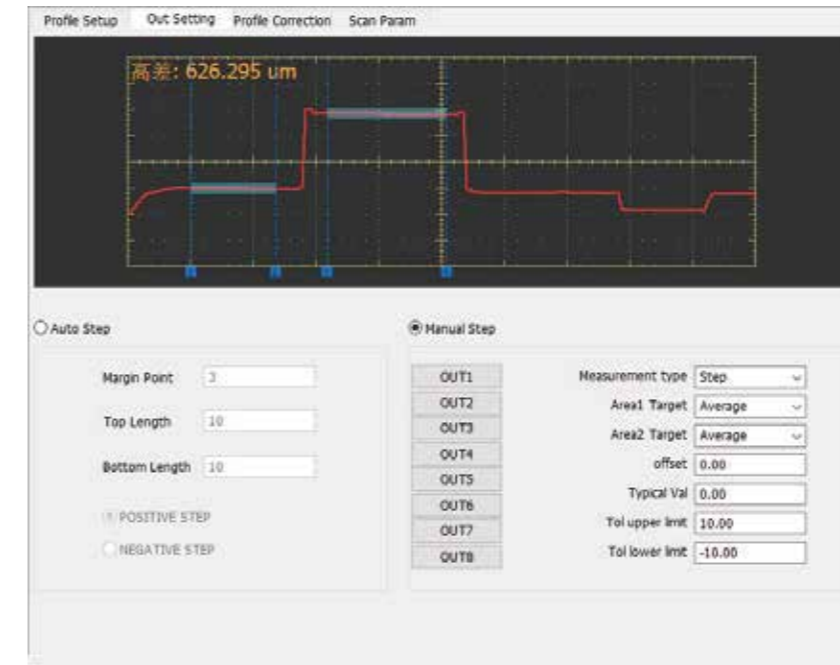 Profile Setup Out Setting Profile Correction Scan Param
高差: 626.295 um
Auto Step Manual Step
Margin Point 3
Top Length 10
Bottom Length 10
POSITIVE STEP
NEGATIVE STEP
OUT1
OUT2
OUT3
OUT4
OUT5
OUT6
OUT7
OUT8
Measurement type Step
Area1 Target Average
Area2 Target Average
offset 0.00
Typical Val 0.00
Tol upper limt 10.00
Tol lower limt -10.00